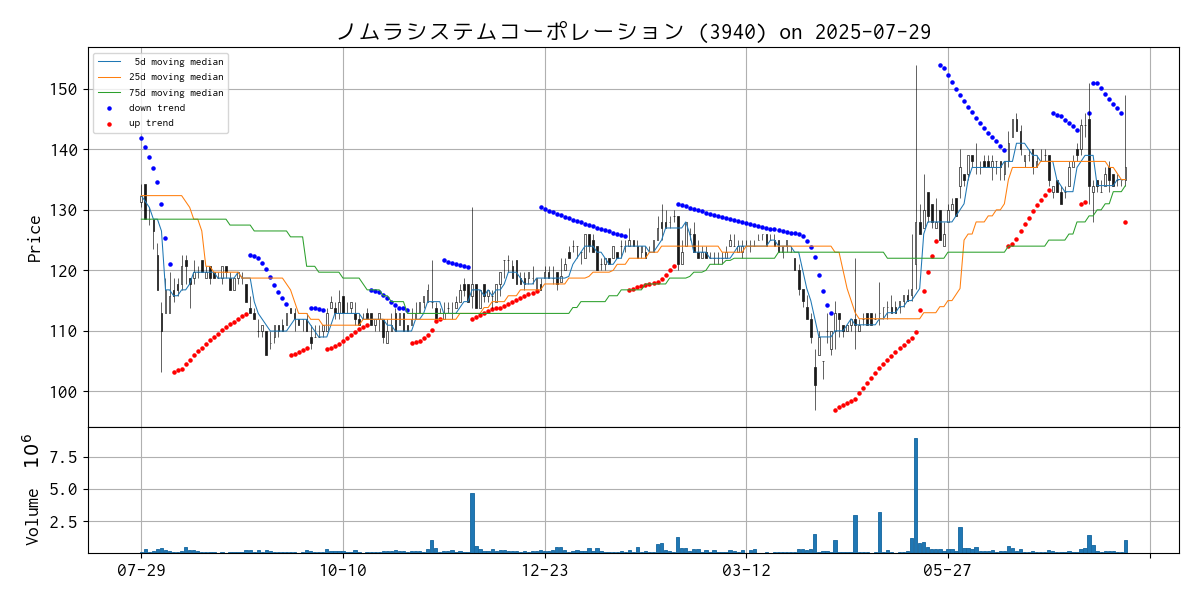 ノムラシステムコーポレーション (3940) on 2025-07-29
5d moving median
25d moving median
75d moving median
down trend
up trend
Price
150
140
130
120
110
100
Volume 10^6
7.5
5.0
2.5
07-29 10-10 12-23 03-12 05-27